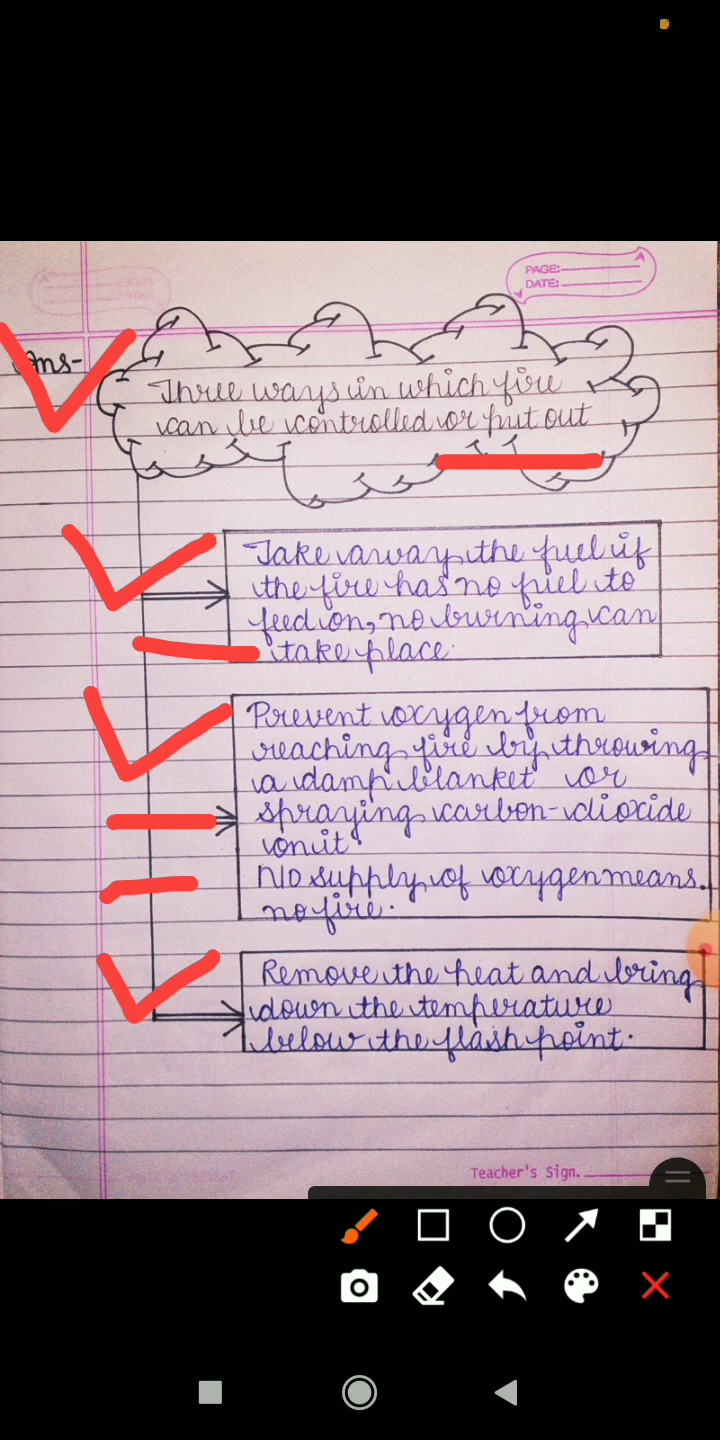 PAGE:
DATE:
Ans-
Three ways in which fire
can be controlled or put out
Take away the fuel if
the fire has no fuel to
feed on, no burning can
take place.
Prevent oxygen from
reaching fire by throwing
a damp blanket or
spraying carbon-dioxide
on it.
No supply of oxygen means.
no fire.
Remove the heat and bring
down the temperature
below the flash point.
Teacher's Sign.